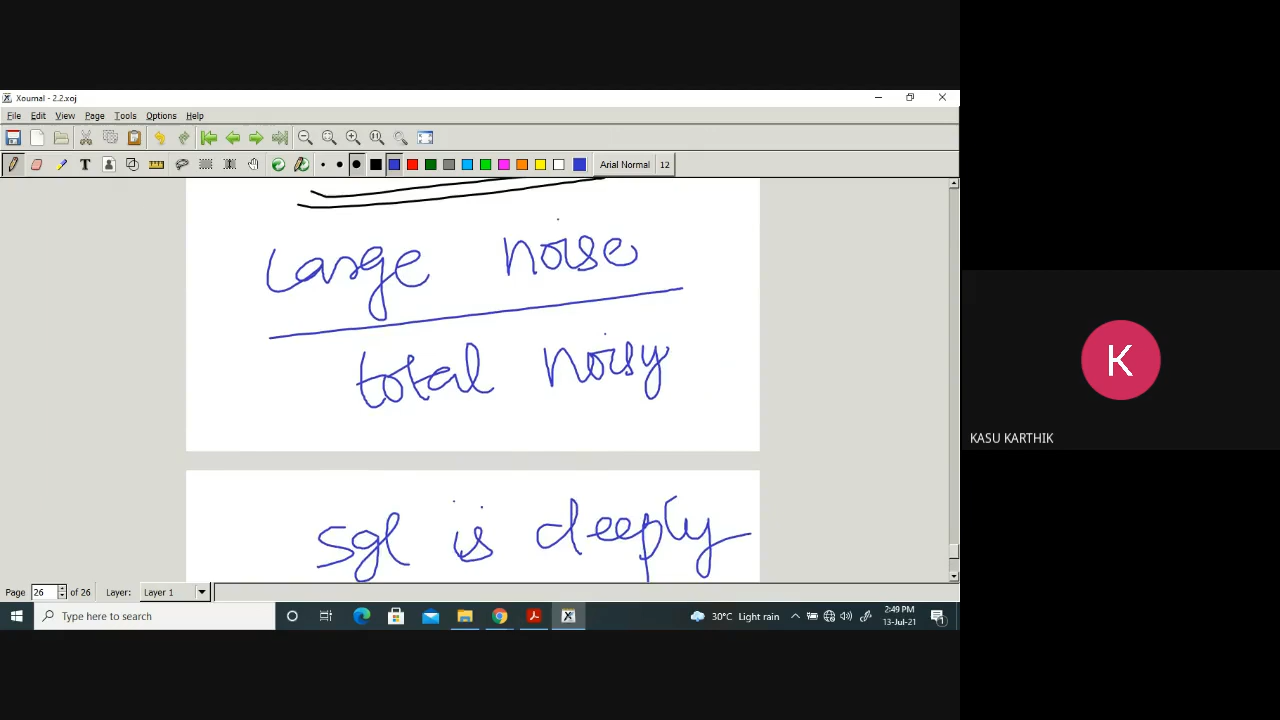 Xournal - 2.2.xoj
File Edit View Page Tools Options Help
Arial Normal 12
Large noise
total noisy
K
KASU KARTHIK
sgl is deeply
Page 26 of 26 Layer: Layer 1
Type here to search
30°C Light rain
2:49 PM
13-Jul-21
1